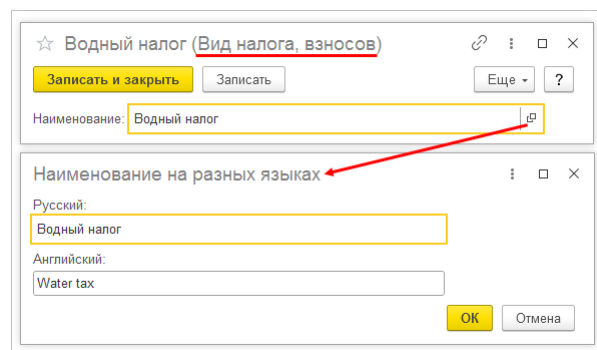 Водный налог (Вид налога, взносов)
Записать и закрыть Записать Еще ?
Наименование: Водный налог
Наименование на разных языках
Русский:
Водный налог
Английский:
Water tax
ОК Отмена